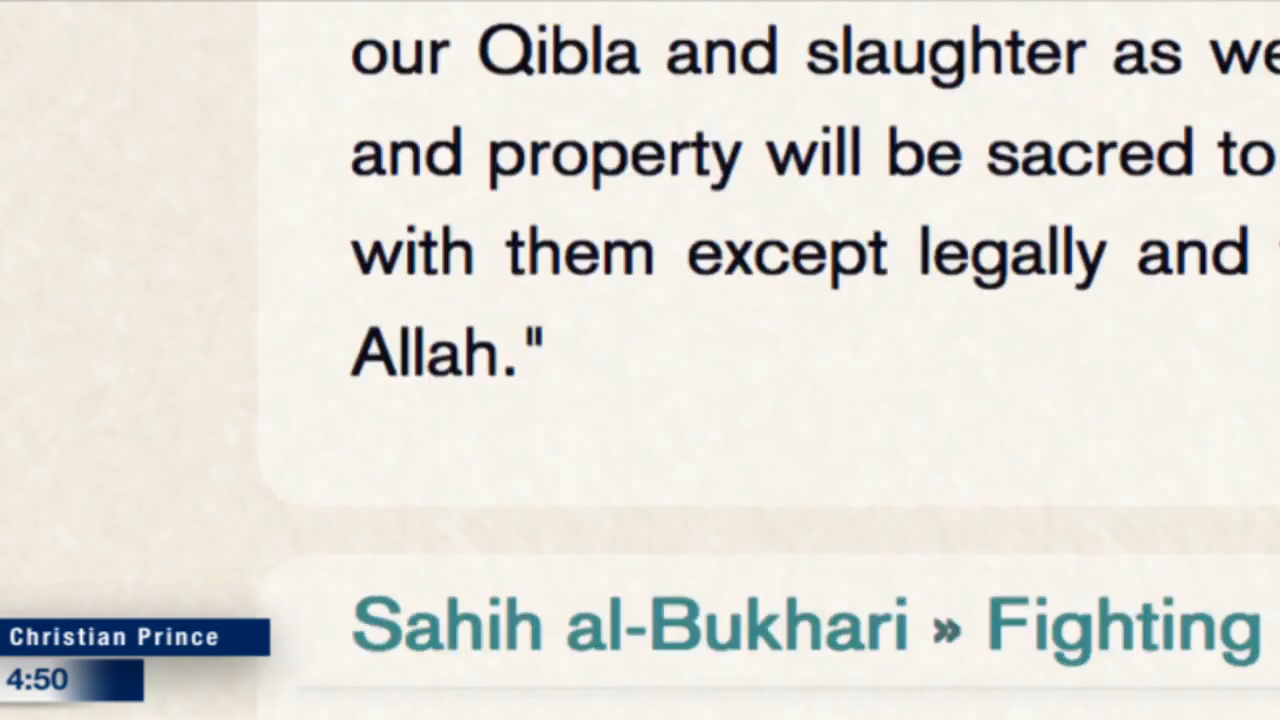 our Qibla and slaughter as we
and property will be sacred to
with them except legally and
Allah."
Sahih al-Bukhari » Fighting
Christian Prince
4:50